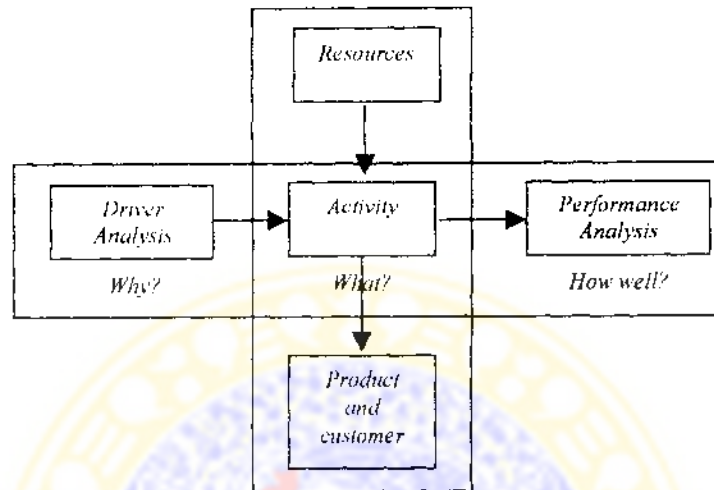 Resources
Driver
Analysis
Activity
Performance
Analysis
Why?
What?
How well?
Product
and
customer